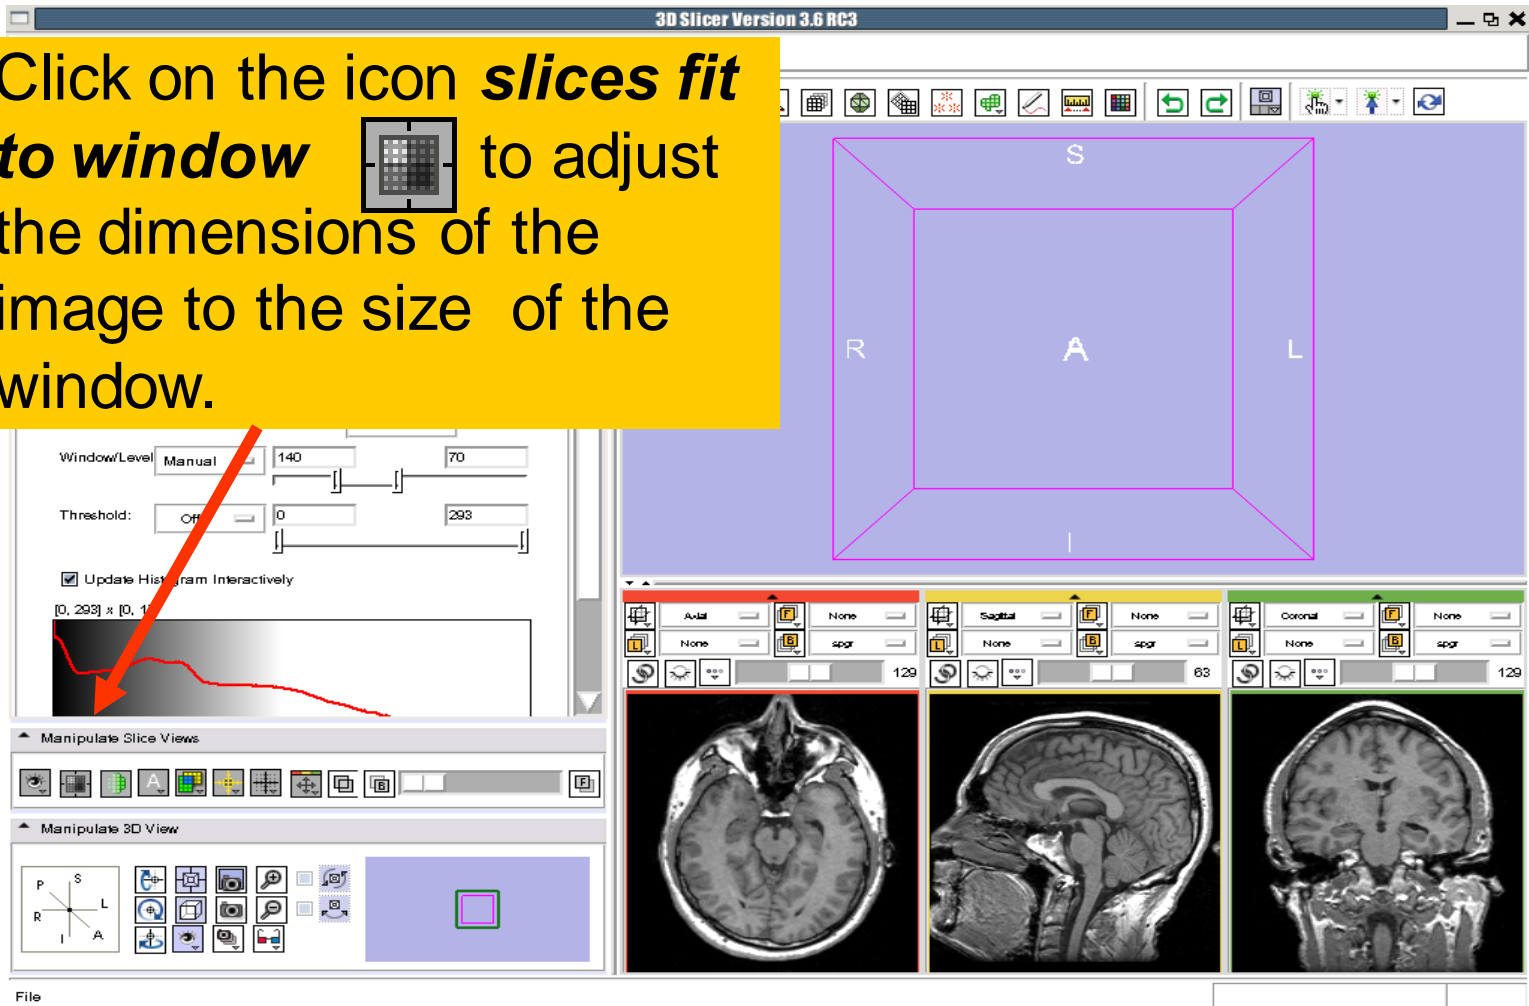 3D Slicer Version 3.6 RC3
Click on the icon slices fit
to window to adjust
the dimensions of the
image to the size of the
window.
S
R A L
I
Window/Level Manual 140 70
Threshold: Off 0 293
Update Histogram Interactively
[0, 293] x [0, 1
Axial F None
L None B spgr
129
Sagittal F None
L None B spgr
63
Coronal F None
L None B spgr
129
Manipulate Slice Views
A B F
Manipulate 3D View
P S
R L
I A
File